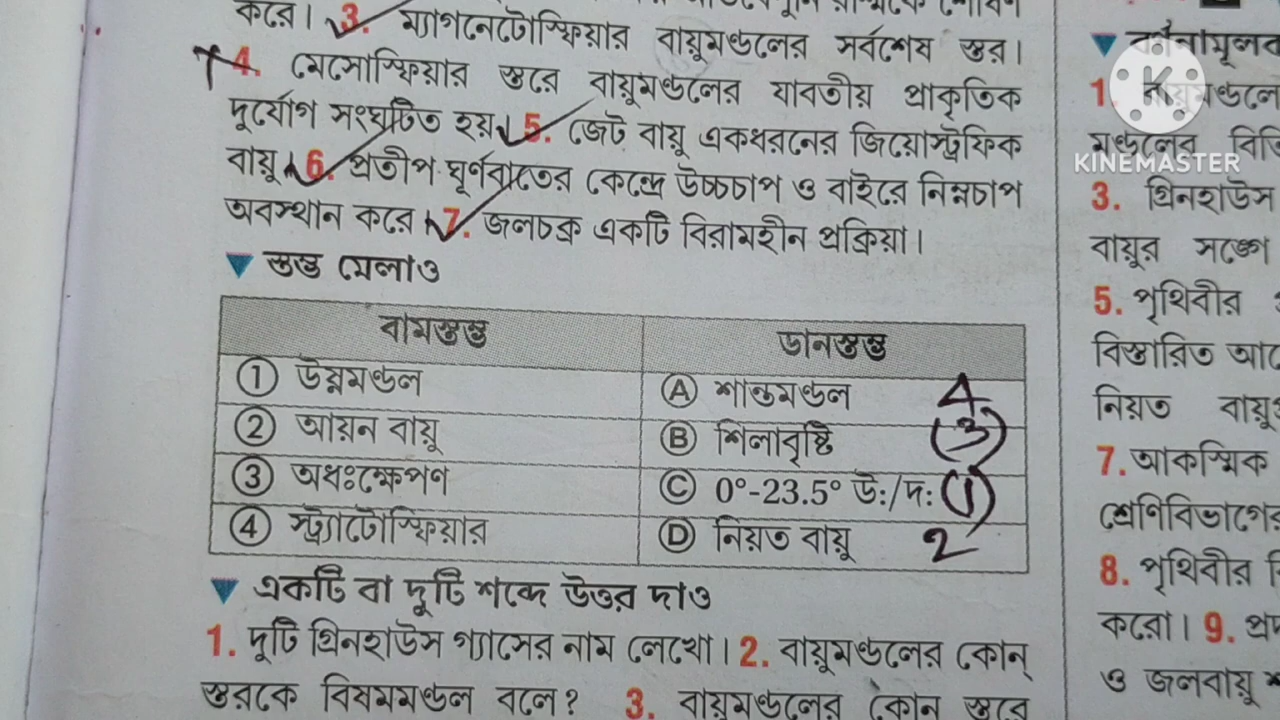 করে। 3. ম্যাগনেটোস্ফিয়ার বায়ুমণ্ডলের সর্বশেষ স্তর।
4. মেসোস্ফিয়ার স্তরে বায়ুমণ্ডলের যাবতীয় প্রাকৃতিক
দুর্যোগ সংঘটিত হয়। 5. জেট বায়ু একধরনের জিয়োস্ট্রফিক
বায়ু। 6. প্রতীপ ঘূর্ণবাতের কেন্দ্রে উচ্চচাপ ও বাইরে নিম্নচাপ
অবস্থান করে। 7. জলচক্র একটি বিরামহীন প্রক্রিয়া।
▼ স্তম্ভ মেলাও
বামস্তম্ভ ডানস্তম্ভ
① উষ্ণমণ্ডল Ⓐ শান্তমণ্ডল 4
② আয়ন বায়ু Ⓑ শিলাবৃষ্টি (3)
③ অধঃক্ষেপণ Ⓒ 0°-23.5° উঃ/দঃ (1)
④ স্ট্র্যাটোস্ফিয়ার Ⓓ নিয়ত বায়ু 2
▼ একটি বা দুটি শব্দে উত্তর দাও
1. দুটি গ্রিনহাউস গ্যাসের নাম লেখো। 2. বায়ুমণ্ডলের কোন্
স্তরকে বিষমমণ্ডল বলে? 3. বায়ুমণ্ডলের কোন স্তরে
1.
3. গ্রিনহাউস
বায়ুর সঙ্গে
5. পৃথিবীর
বিস্তারিত
নিয়ত
7. আকস্মিক
8. পৃথিবীর
করো। 9.
ও জলবায়ু
K
KINEMASTER